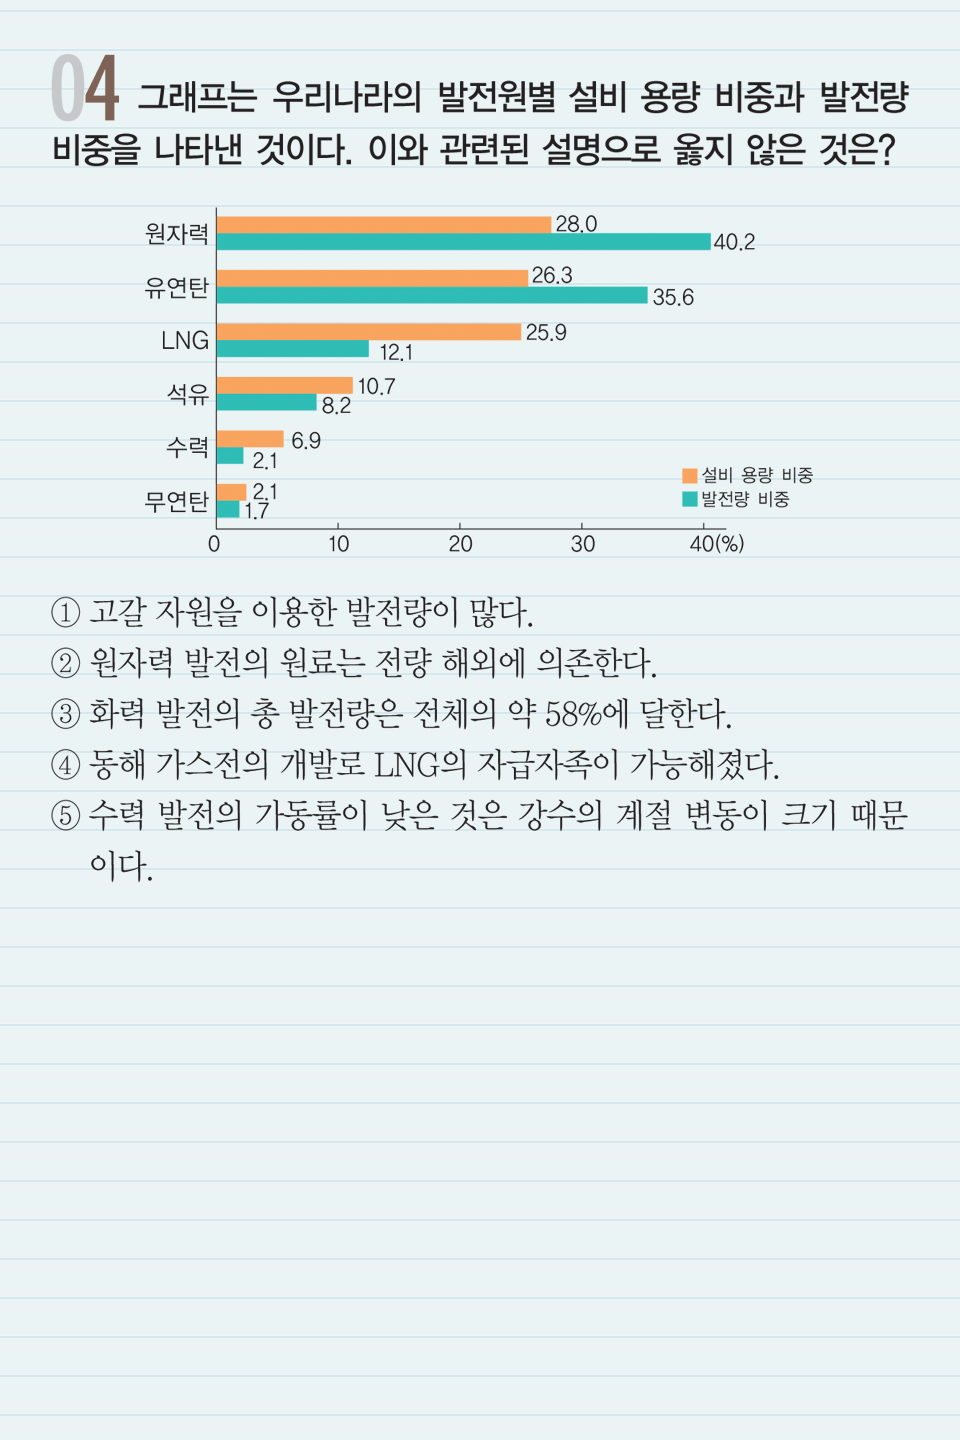 04 그래프는 우리나라의 발전원별 설비 용량 비중과 발전량
비중을 나타낸 것이다. 이와 관련된 설명으로 옳지 않은 것은?
원자력 28.0 40.2
유연탄 26.3 35.6
LNG 25.9 12.1
석유 10.7 8.2
수력 6.9 2.1
무연탄 2.1 1.7
설비 용량 비중
발전량 비중
0 10 20 30 40(%)
① 고갈 자원을 이용한 발전량이 많다.
② 원자력 발전의 원료는 전량 해외에 의존한다.
③ 화력 발전의 총 발전량은 전체의 약 58%에 달한다.
④ 동해 가스전의 개발로 LNG의 자급자족이 가능해졌다.
⑤ 수력 발전의 가동률이 낮은 것은 강수의 계절 변동이 크기 때문
이다.